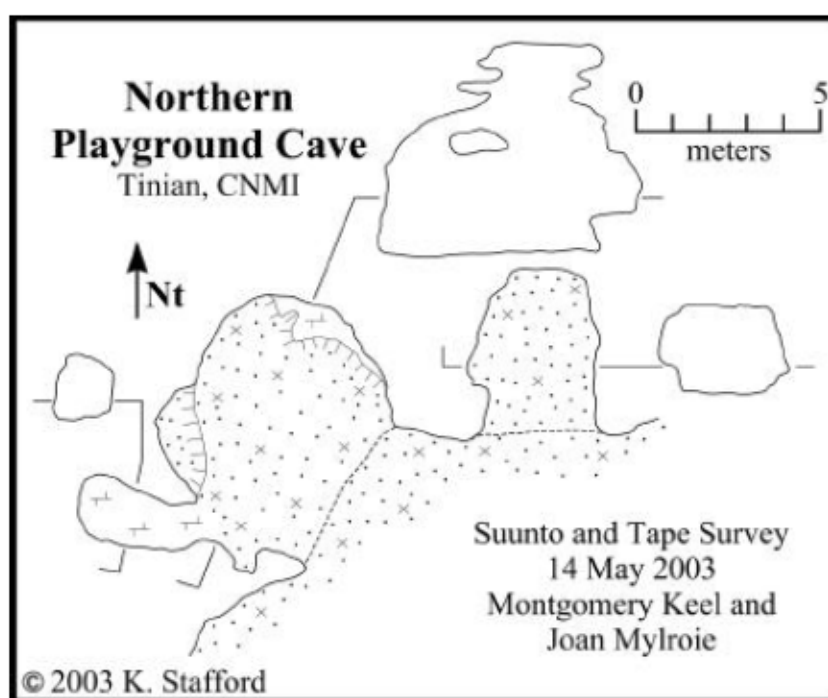 Northern
Playground Cave
Tinian, CNMI
0 5
meters
Nt
Suunto and Tape Survey
14 May 2003
Montgomery Keel and
Joan Mylroie
© 2003 K. Stafford